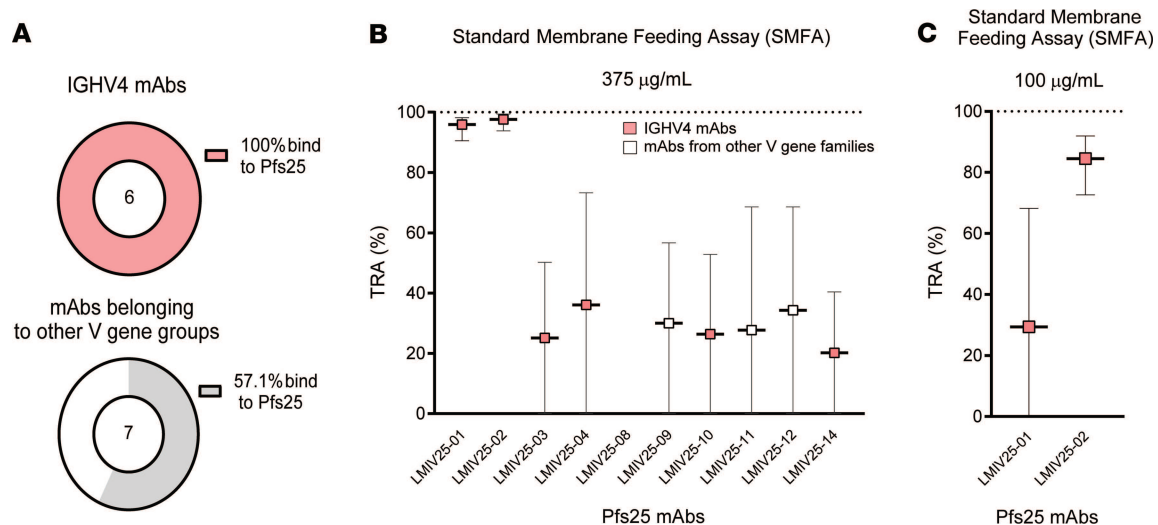 A
IGHV4 mAbs
6
100% bind
to Pfs25
mAbs belonging
to other V gene groups
7
57.1% bind
to Pfs25
B
Standard Membrane Feeding Assay (SMFA)
375 μg/mL
IGHV4 mAbs
mAbs from other V gene families
TRA (%)
100
80
60
40
20
0
LMIV25-01
LMIV25-02
LMIV25-03
LMIV25-04
LMIV25-08
LMIV25-09
LMIV25-10
LMIV25-11
LMIV25-12
LMIV25-14
Pfs25 mAbs
C
Standard Membrane
Feeding Assay (SMFA)
100 μg/mL
TRA (%)
100
80
60
40
20
0
LMIV25-01
LMIV25-02
Pfs25 mAbs